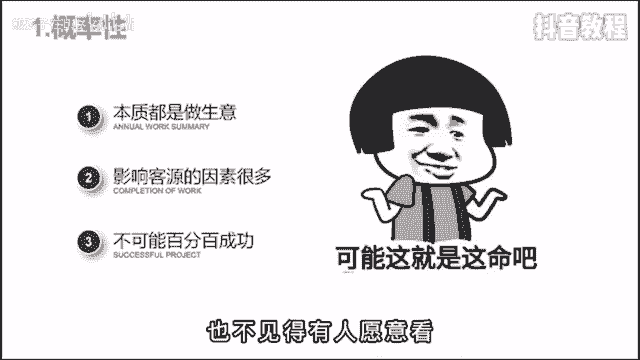 1.概率性
抖音教程
1
本质都是做生意
ANNUAL WORK SUMMARY
2
影响客源的因素很多
COMPLETION OF WORK
3
不可能百分百成功
SUCCESSFUL PROJECT
可能这就是这命吧
也不见得有人愿意看